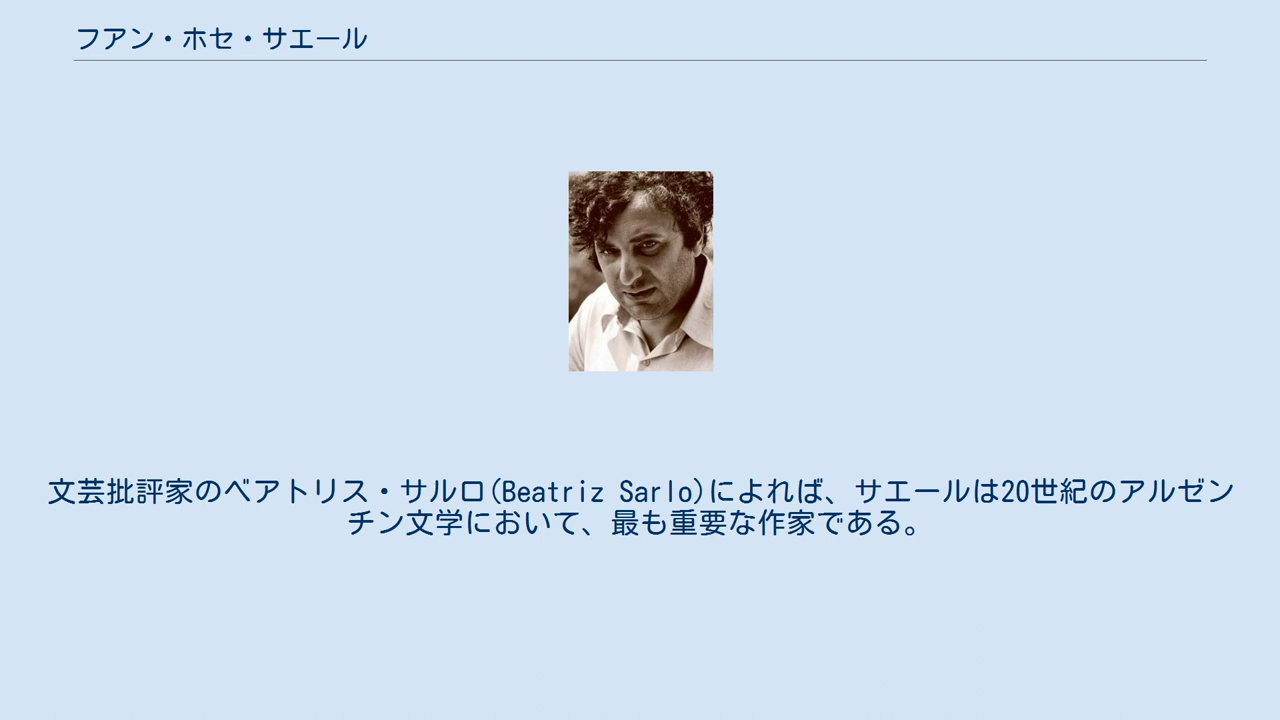 フアン・ホセ・サエール
文芸批評家のベアトリス・サルロ(Beatriz Sarlo)によれば、サエールは20世紀のアルゼン
チン文学において、最も重要な作家である。